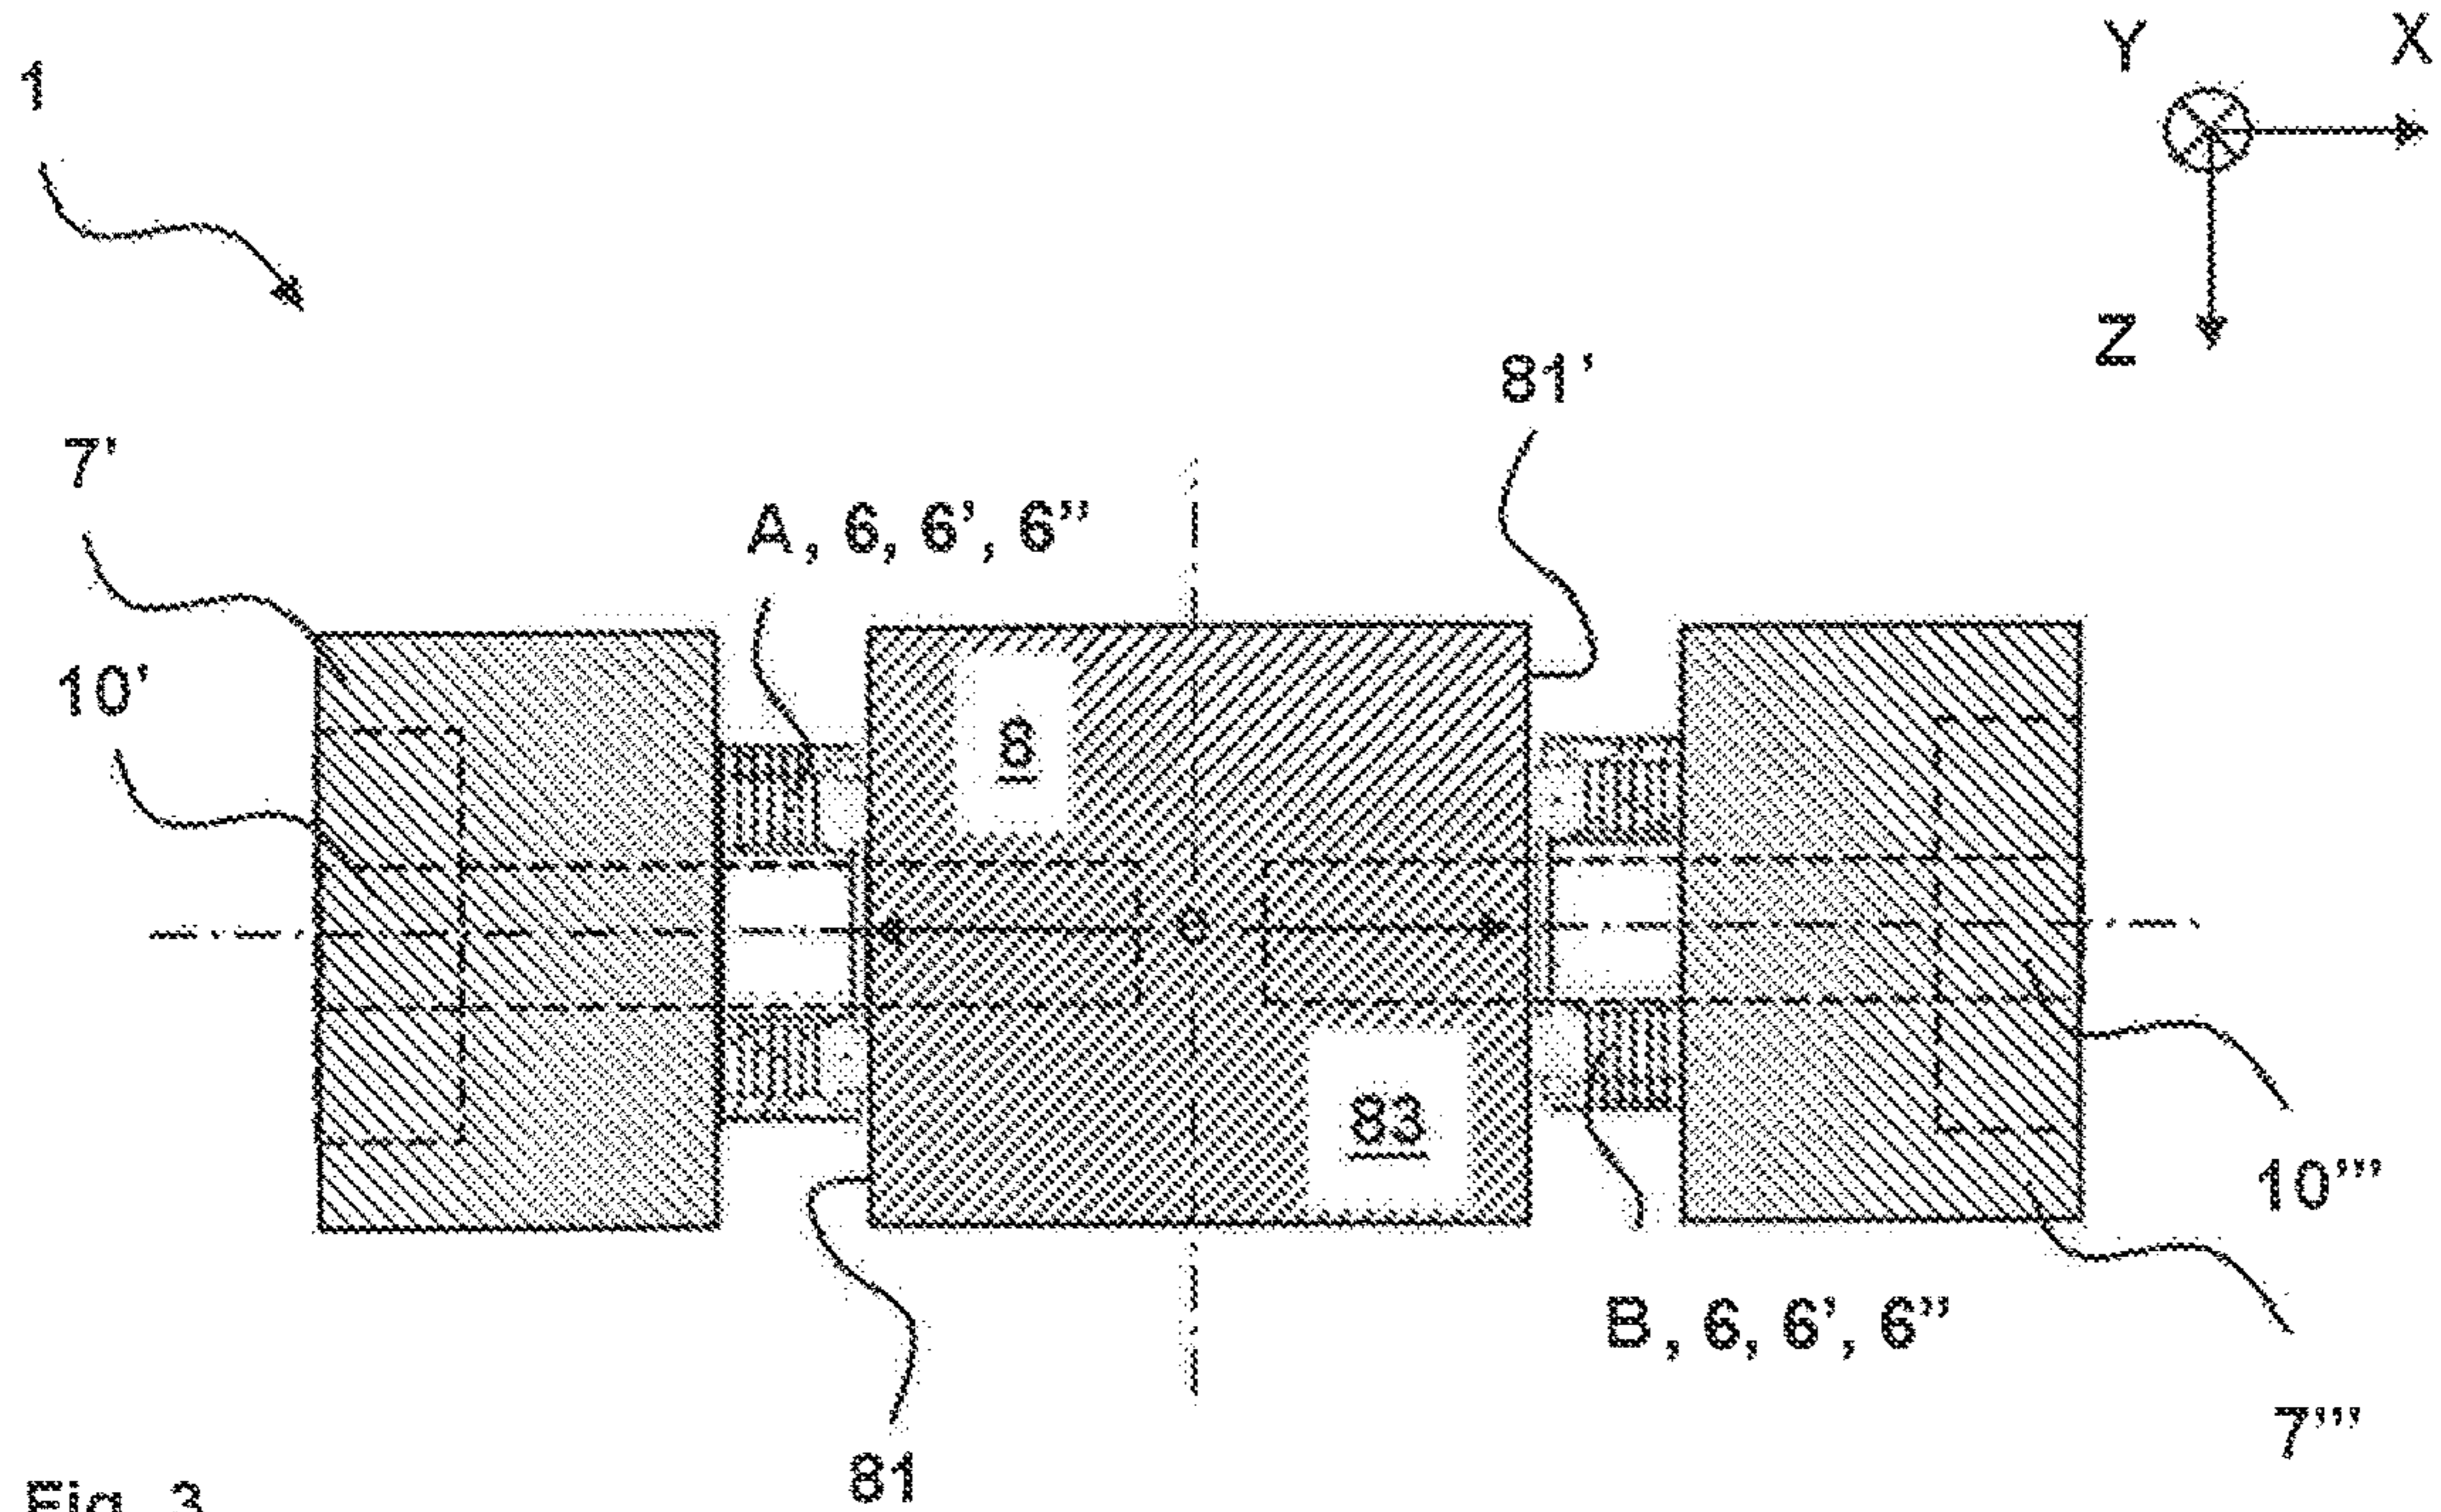 Y X
1
Z
81'
7'
A, 6, 6', 6"
10'
8
83
10'''
B, 6, 6', 6"
7'''
81
Fig. 3